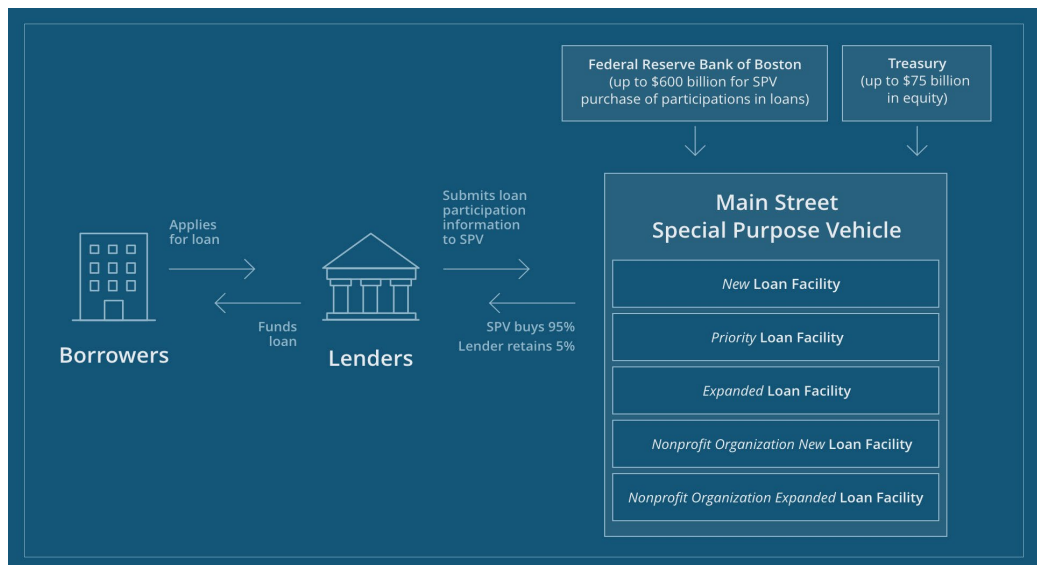 Federal Reserve Bank of Boston
(up to $600 billion for SPV
purchase of participations in loans)
Treasury
(up to $75 billion
in equity)
Applies
for loan
Funds
loan
Borrowers
Submits loan
participation
information
to SPV
SPV buys 95%
Lender retains 5%
Lenders
Main Street
Special Purpose Vehicle
New Loan Facility
Priority Loan Facility
Expanded Loan Facility
Nonprofit Organization New Loan Facility
Nonprofit Organization Expanded Loan Facility